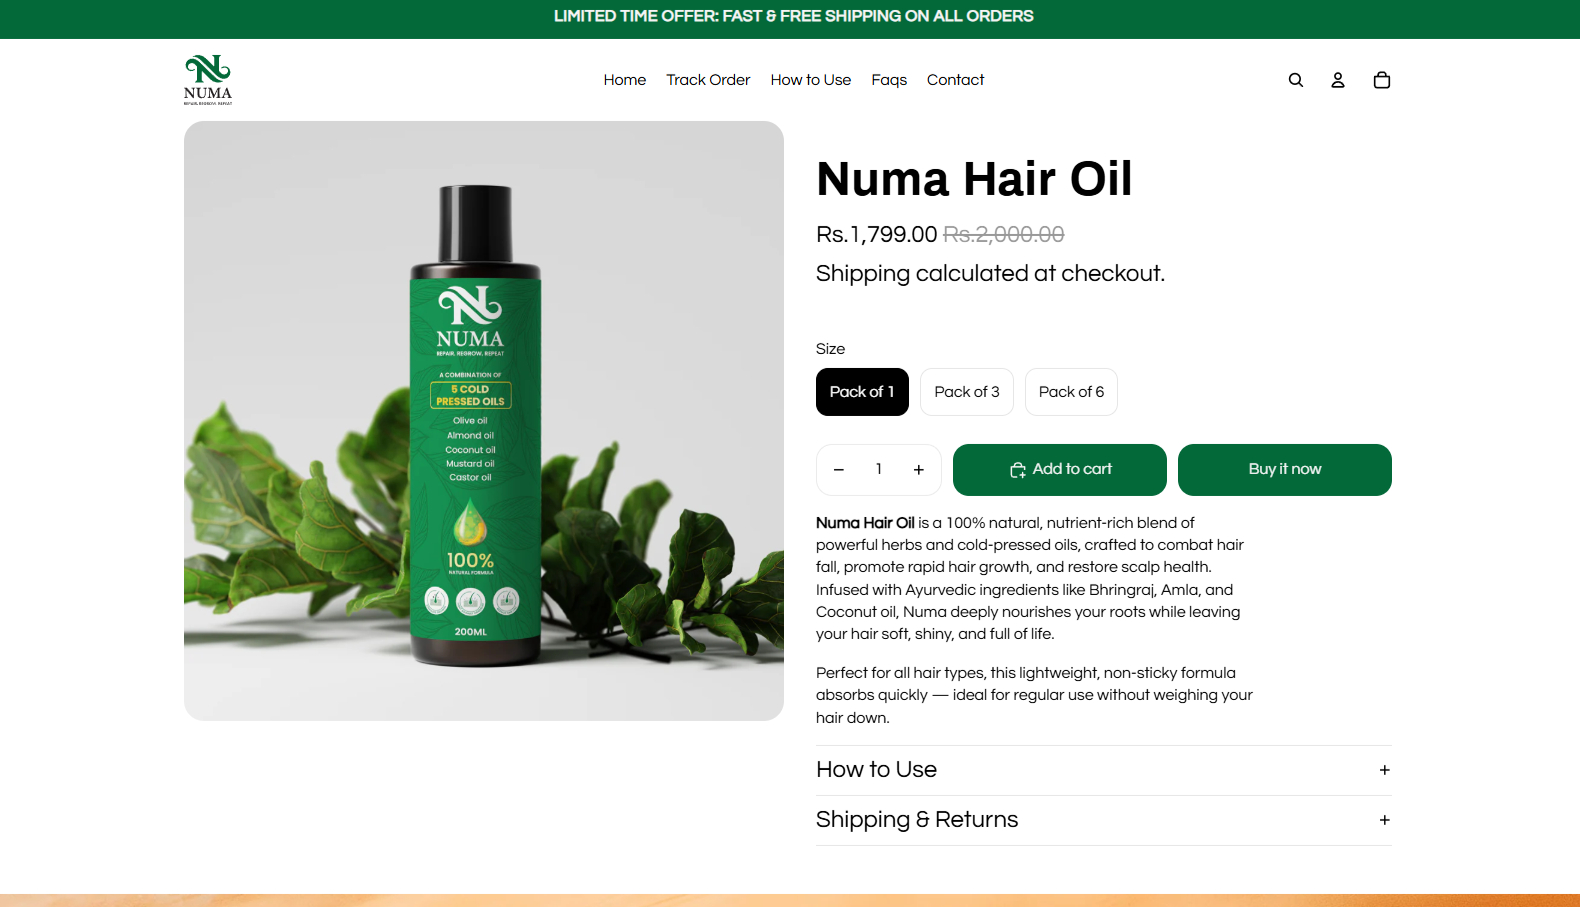 LIMITED TIME OFFER: FAST & FREE SHIPPING ON ALL ORDERS
NUMA
REPAIR. REGROW. REPEAT
Home Track Order How to Use Faqs Contact
NUMA
REPAIR. REGROW. REPEAT
A COMBINATION OF
5 COLD
PRESSED OILS
Olive oil
Almond oil
Coconut oil
Mustard oil
Castor oil
100%
NATURAL FORMULA
200ML
Numa Hair Oil
Rs.1,799.00 Rs.2,000.00
Shipping calculated at checkout.
Size
Pack of 1 Pack of 3 Pack of 6
− 1 + Add to cart Buy it now
Numa Hair Oil is a 100% natural, nutrient-rich blend of
powerful herbs and cold-pressed oils, crafted to combat hair
fall, promote rapid hair growth, and restore scalp health.
Infused with Ayurvedic ingredients like Bhringraj, Amla, and
Coconut oil, Numa deeply nourishes your roots while leaving
your hair soft, shiny, and full of life.
Perfect for all hair types, this lightweight, non-sticky formula
absorbs quickly — ideal for regular use without weighing your
hair down.
How to Use +
Shipping & Returns +